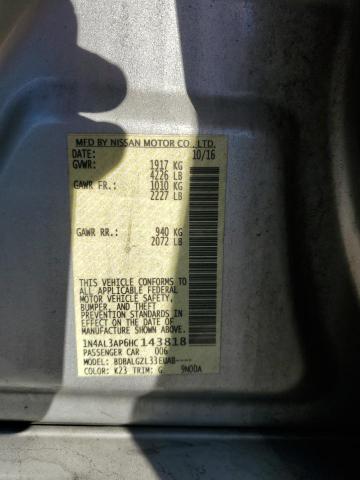 MFD BY NISSAN MOTOR CO., LTD.
DATE: 10/16
GVWR: 1917 KG
4226 LB
GAWR FR.: 1010 KG
2227 LB
GAWR RR.: 940 KG
2072 LB
THIS VEHICLE CONFORMS TO
ALL APPLICABLE FEDERAL
MOTOR VEHICLE SAFETY,
BUMPER, AND THEFT
PREVENTION STANDARDS IN
EFFECT ON THE DATE OF
MANUFACTURE SHOWN ABOVE.
1N4AL3AP6HC143818
PASSENGER CAR 006
MODEL: BDBALGZL33EUAB----
COLOR: K23 TRIM: G 9N00A